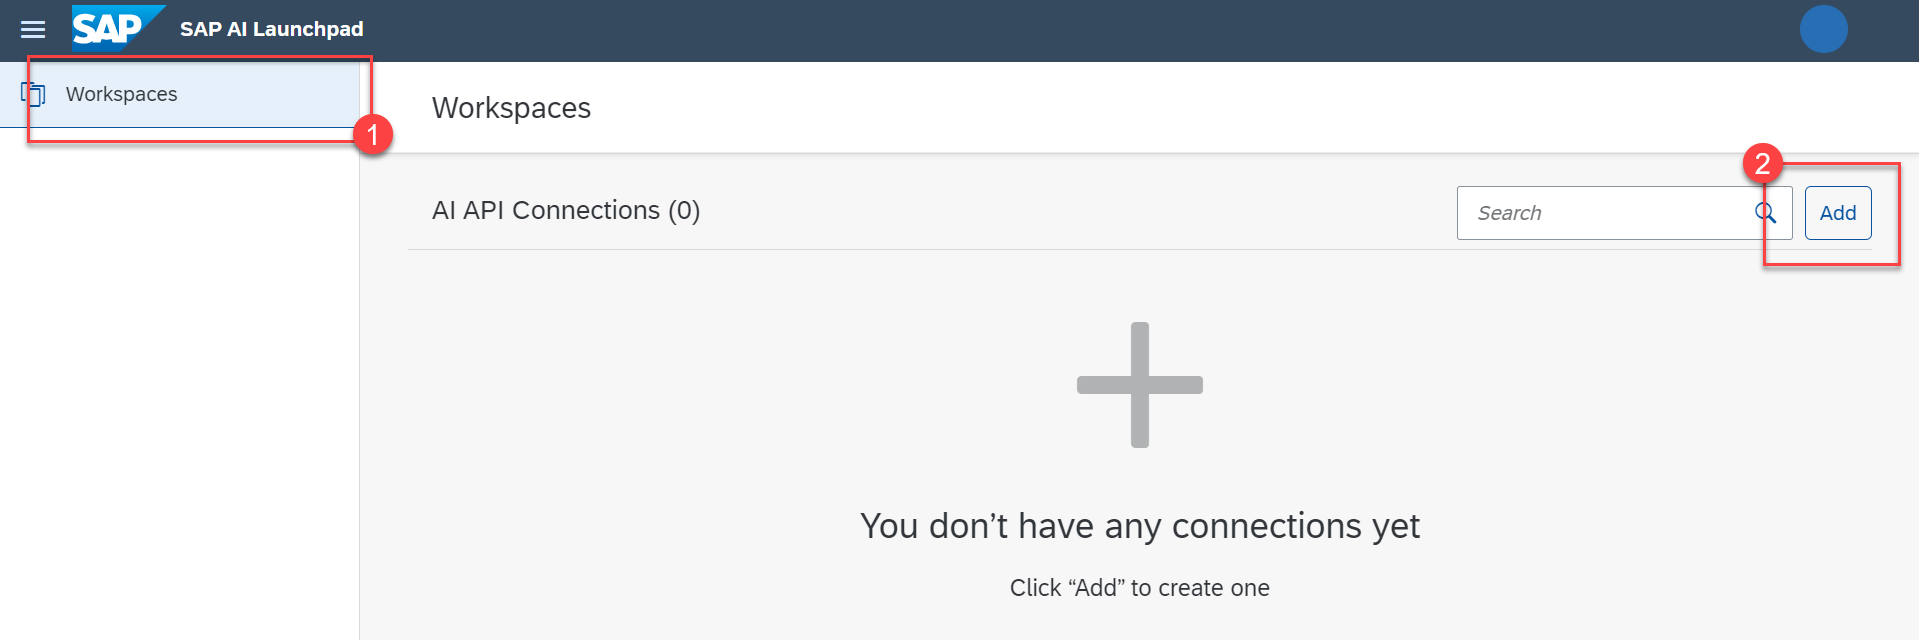 SAP SAP AI Launchpad
Workspaces
1
Workspaces
2
AI API Connections (0)
Search
Add
You don’t have any connections yet
Click “Add” to create one